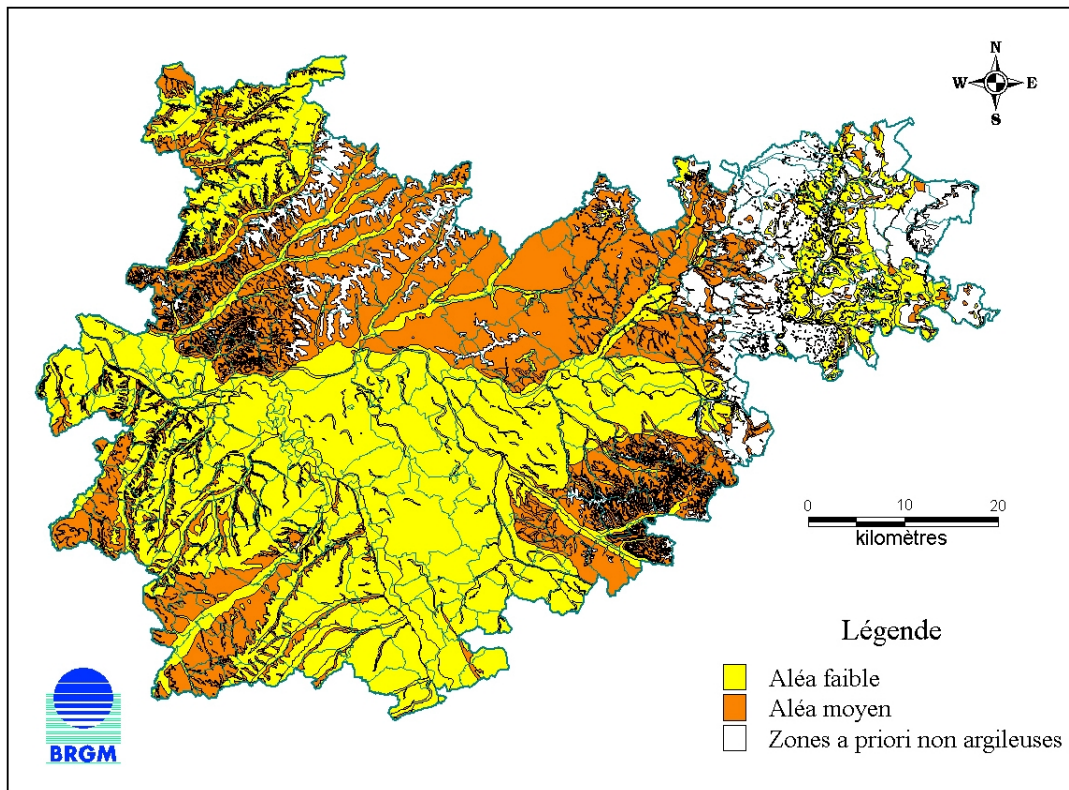 N
W E
S
0 10 20
kilomètres
Légende
Aléa faible
Aléa moyen
Zones a priori non argileuses
BRGM